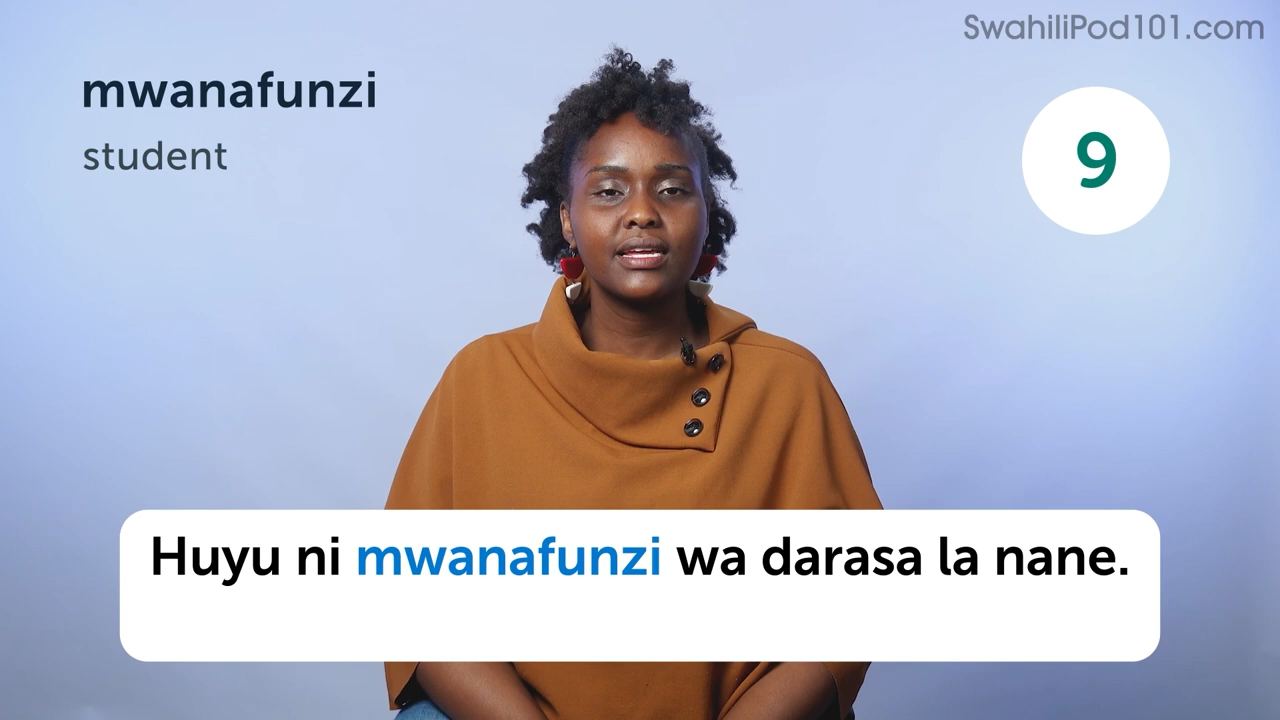 SwahiliPod101.com
mwanafunzi
student
9
Huyu ni mwanafunzi wa darasa la nane.